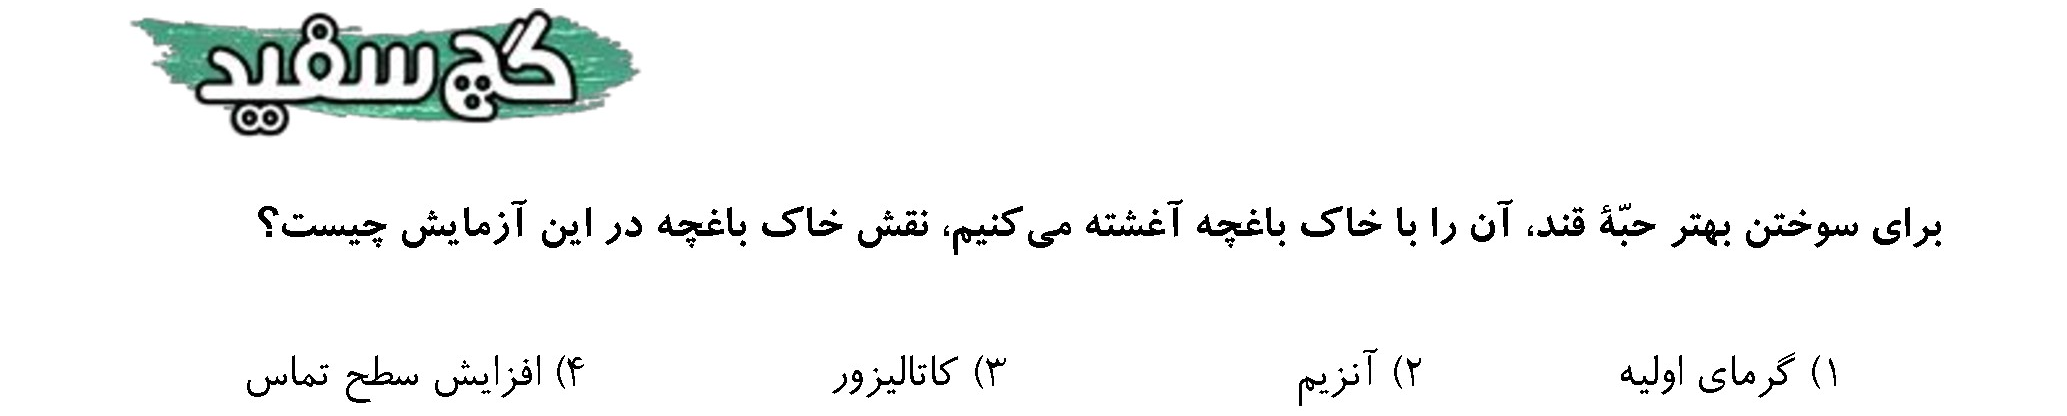 گچ سفید
برای سوختن بهتر حبّهٔ قند، آن را با خاک باغچه آغشته می‌کنیم، نقش خاک باغچه در این آزمایش چیست؟
۱) گرمای اولیه ۲) آنزیم ۳) کاتالیزور ۴) افزایش سطح تماس